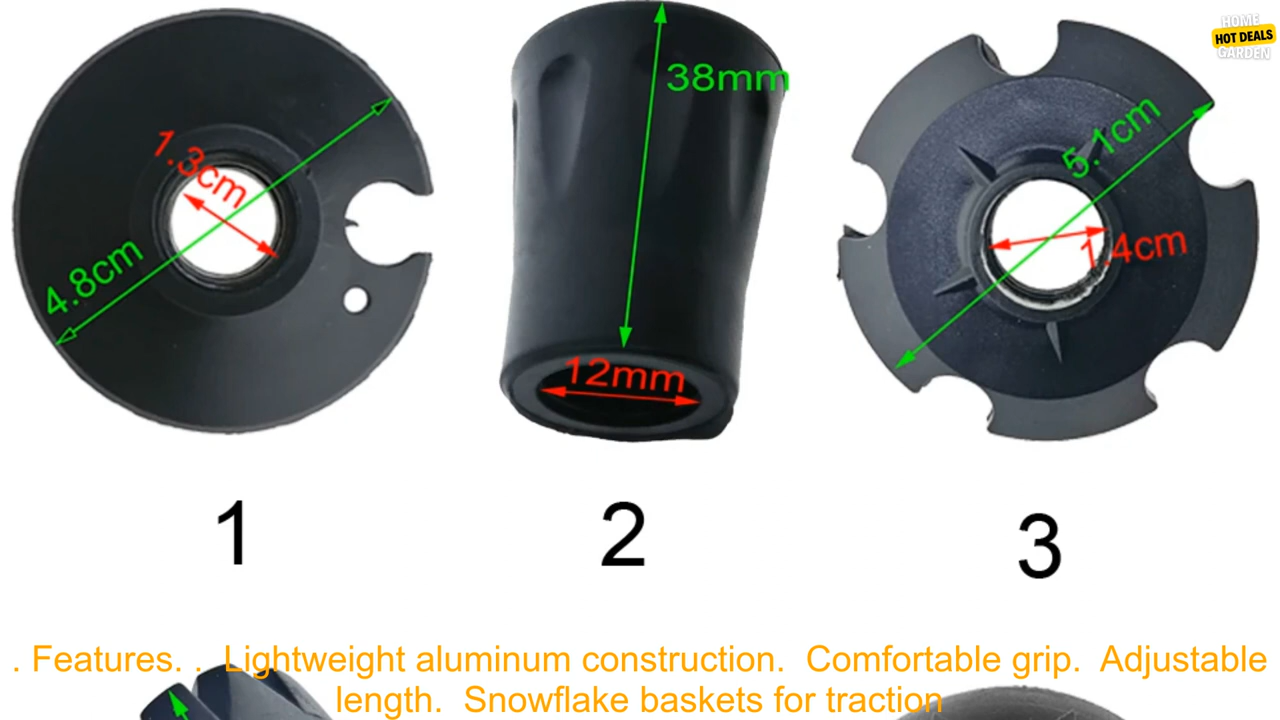 HOME
HOT DEALS
GARDEN
38mm
1.3cm
5.1cm
4.8cm
1.4cm
12mm
1
2
3
. Features. .  Lightweight aluminum construction.  Comfortable grip.  Adjustable
length.  Snowflake baskets for traction